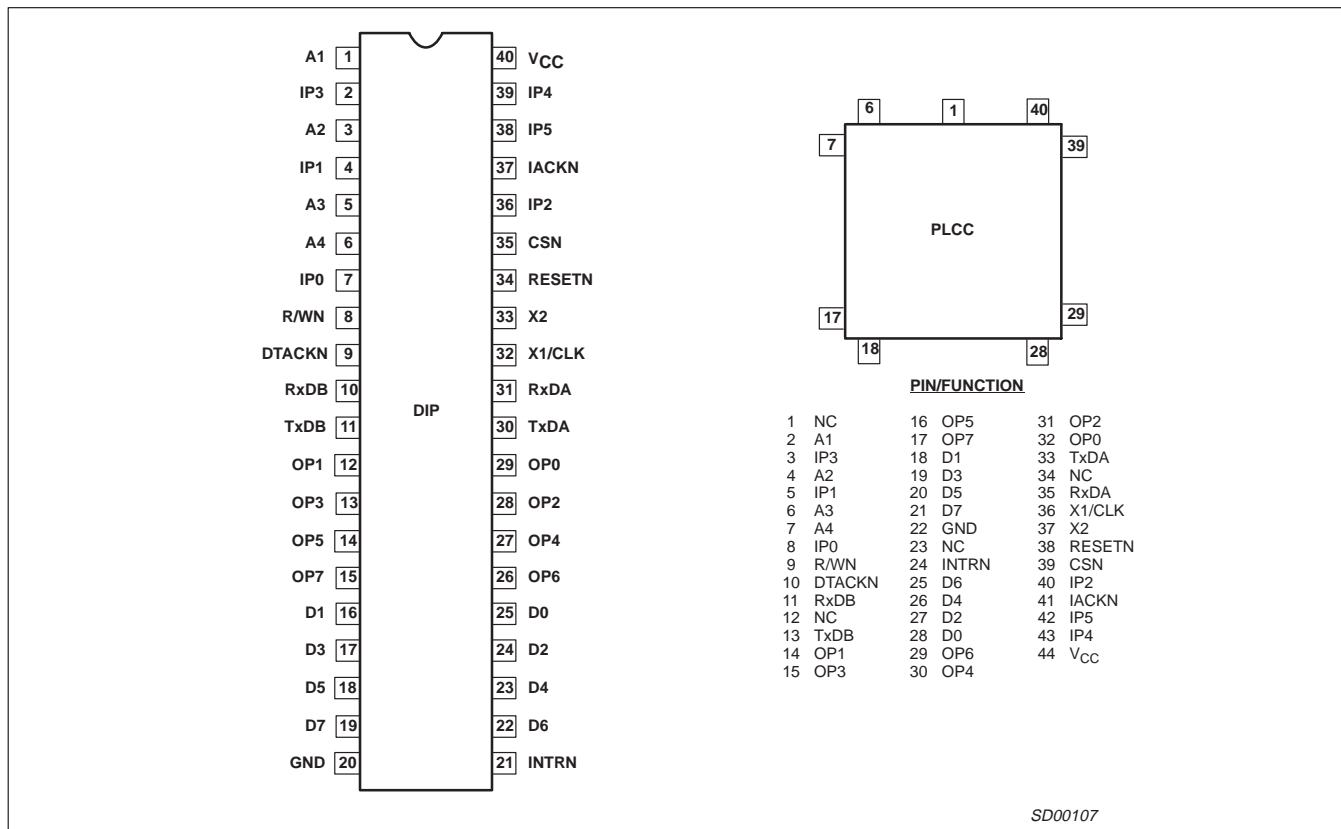 A1 1 40 VCC
IP3 2 39 IP4
A2 3 38 IP5
IP1 4 37 IACKN
A3 5 36 IP2
A4 6 35 CSN
IP0 7 34 RESETN
R/WN 8 33 X2
DTACKN 9 32 X1/CLK
RxDB 10 31 RxDA
TxDB 11 30 TxDA
DIP
OP1 12 29 OP0
OP3 13 28 OP2
OP5 14 27 OP4
OP7 15 26 OP6
D1 16 25 D0
D3 17 24 D2
D5 18 23 D4
D7 19 22 D6
GND 20 21 INTRN
6 1 40
7 39
PLCC
17 29
18 28
PIN/FUNCTION
1 NC 16 OP5 31 OP2
2 A1 17 OP7 32 OP0
3 IP3 18 D1 33 TxDA
4 A2 19 D3 34 NC
5 IP1 20 D5 35 RxDA
6 A3 21 D7 36 X1/CLK
7 A4 22 GND 37 X2
8 IP0 23 NC 38 RESETN
9 R/WN 24 INTRN 39 CSN
10 DTACKN 25 D6 40 IP2
11 RxDB 26 D4 41 IACKN
12 NC 27 D2 42 IP5
13 TxDB 28 D0 43 IP4
14 OP1 29 OP6 44 VCC
15 OP3 30 OP4
SD00107